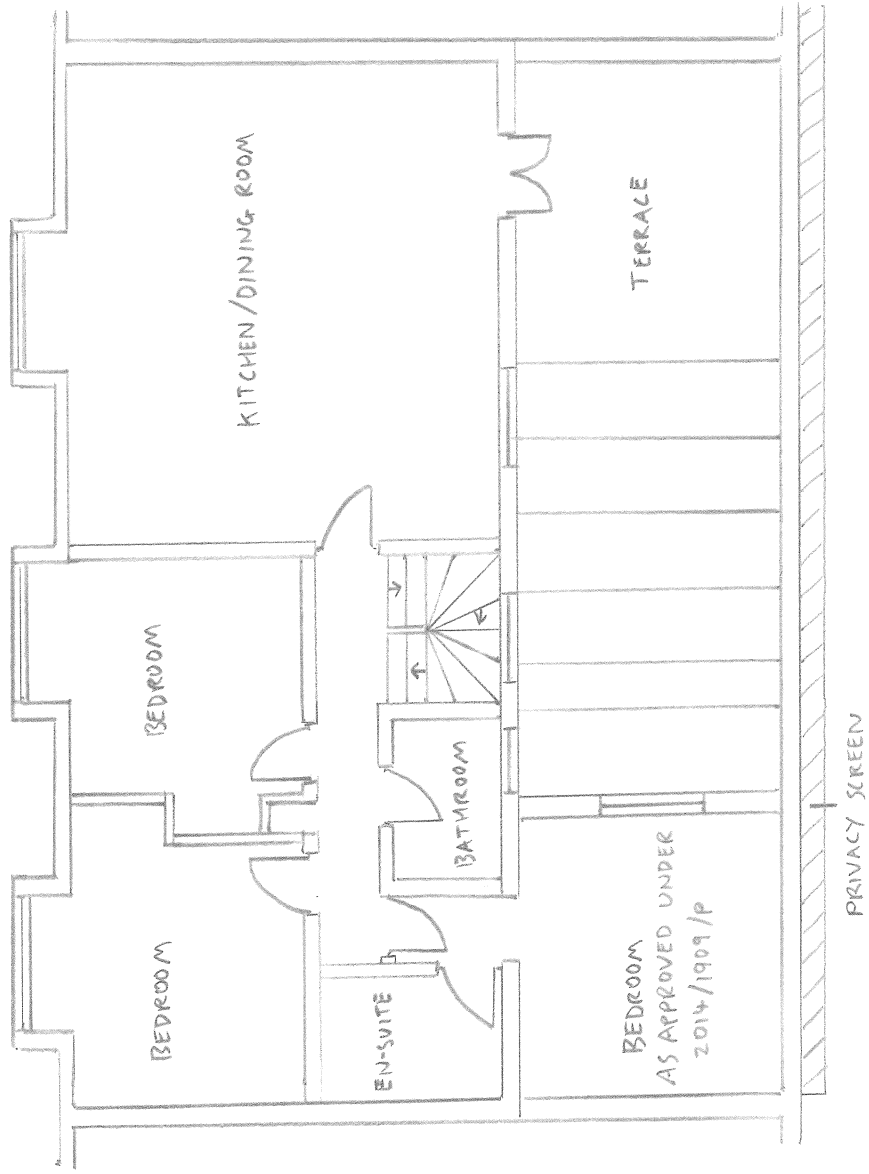 KITCHEN/DINING ROOM
TERRACE
BEDROOM
BEDROOM
BATHROOM
EN-SUITE
BEDROOM
AS APPROVED UNDER
2014/1909/P
PRIVACY SCREEN